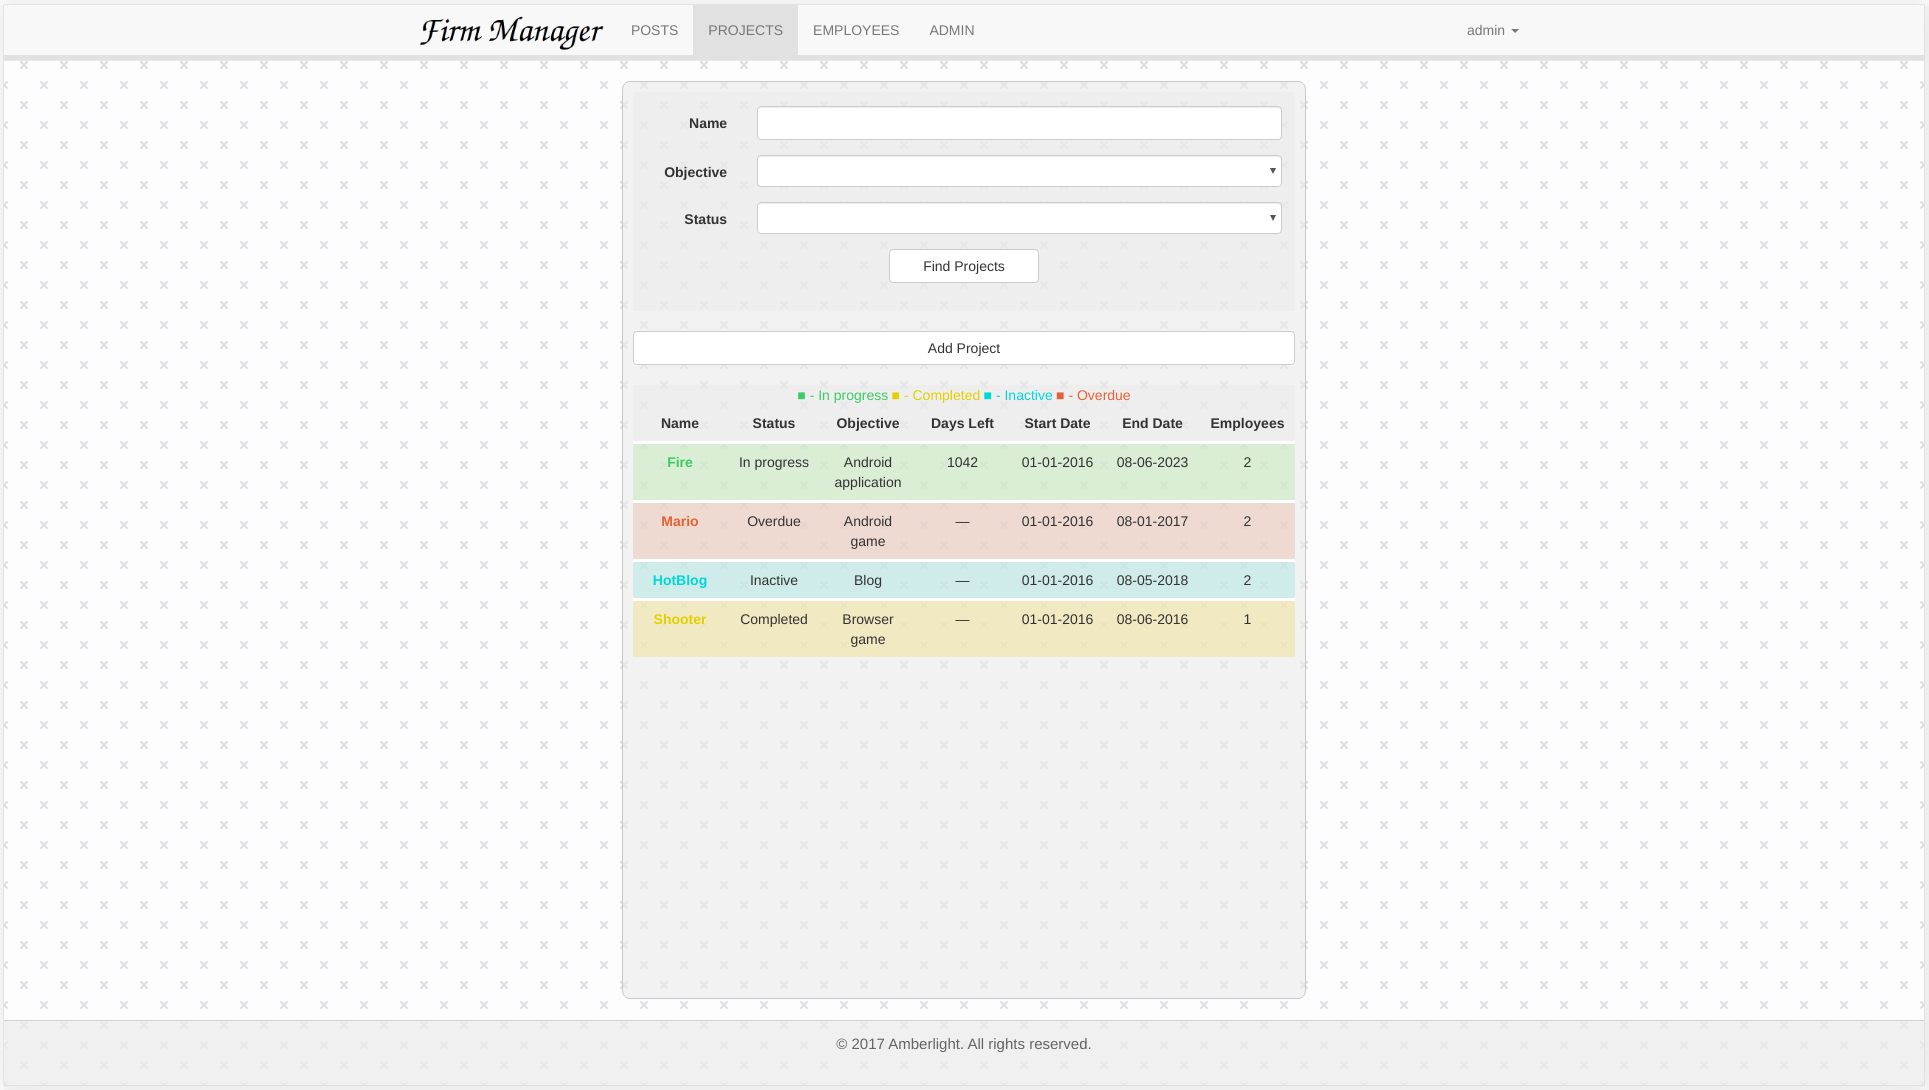 Firm Manager POSTS PROJECTS EMPLOYEES ADMIN admin
Name
Objective
Status
Find Projects
Add Project
■ - In progress ■ - Completed ■ - Inactive ■ - Overdue
Name Status Objective Days Left Start Date End Date Employees
Fire In progress Android application 1042 01-01-2016 08-06-2023 2
Mario Overdue Android game — 01-01-2016 08-01-2017 2
HotBlog Inactive Blog — 01-01-2016 08-05-2018 2
Shooter Completed Browser game — 01-01-2016 08-06-2016 1
© 2017 Amberlight. All rights reserved.